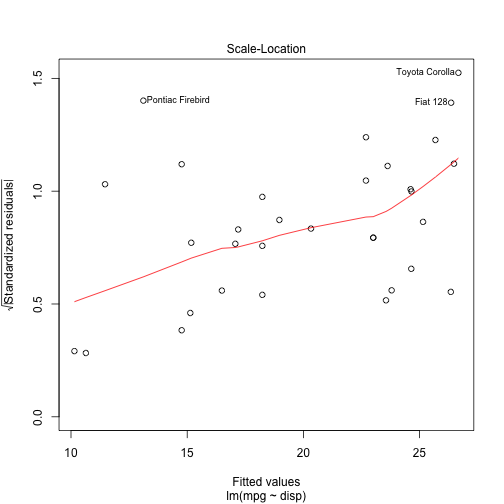 Scale-Location
Toyota Corolla
Fiat 128
Pontiac Firebird
√|Standardized residuals|
0.0
0.5
1.0
1.5
10
15
20
25
Fitted values
lm(mpg ~ disp)